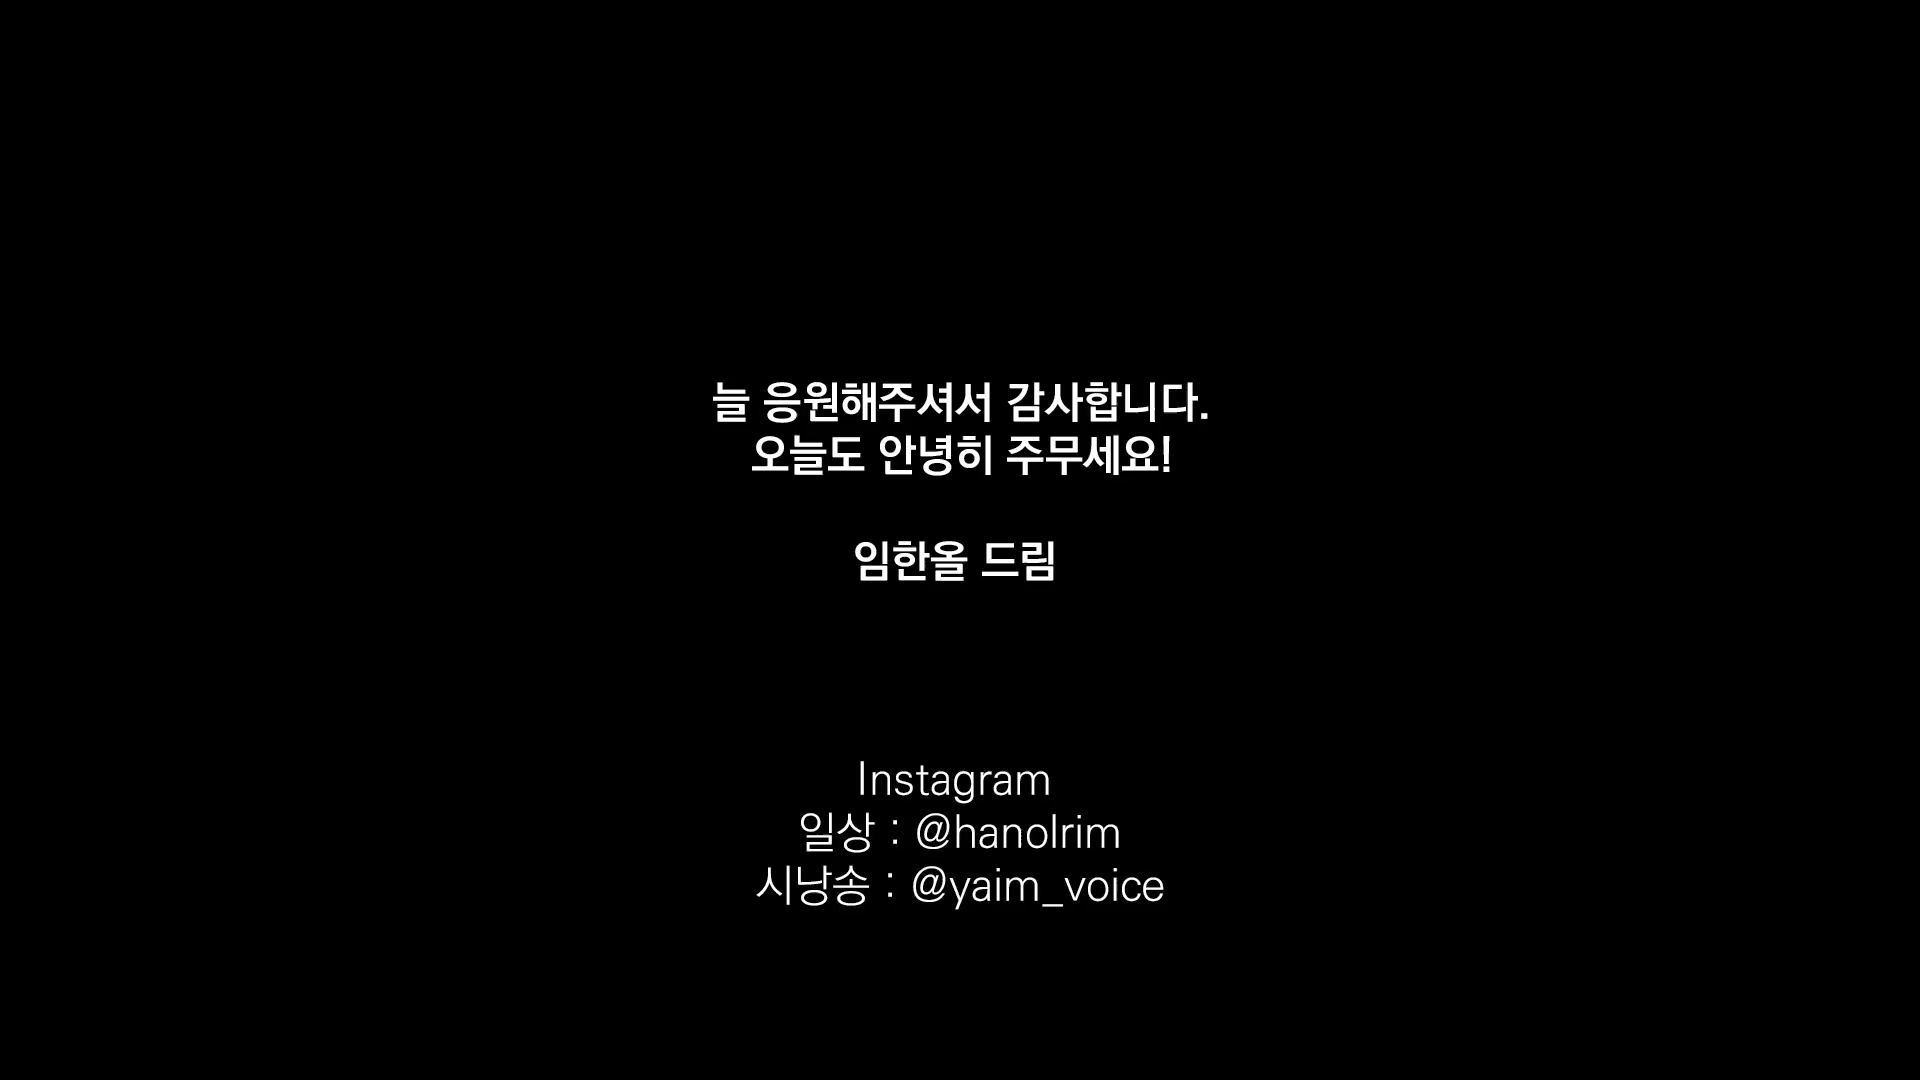 늘 응원해주셔서 감사합니다.
오늘도 안녕히 주무세요!
임한올 드림
Instagram
일상 : @hanolrim
시낭송 : @yaim_voice